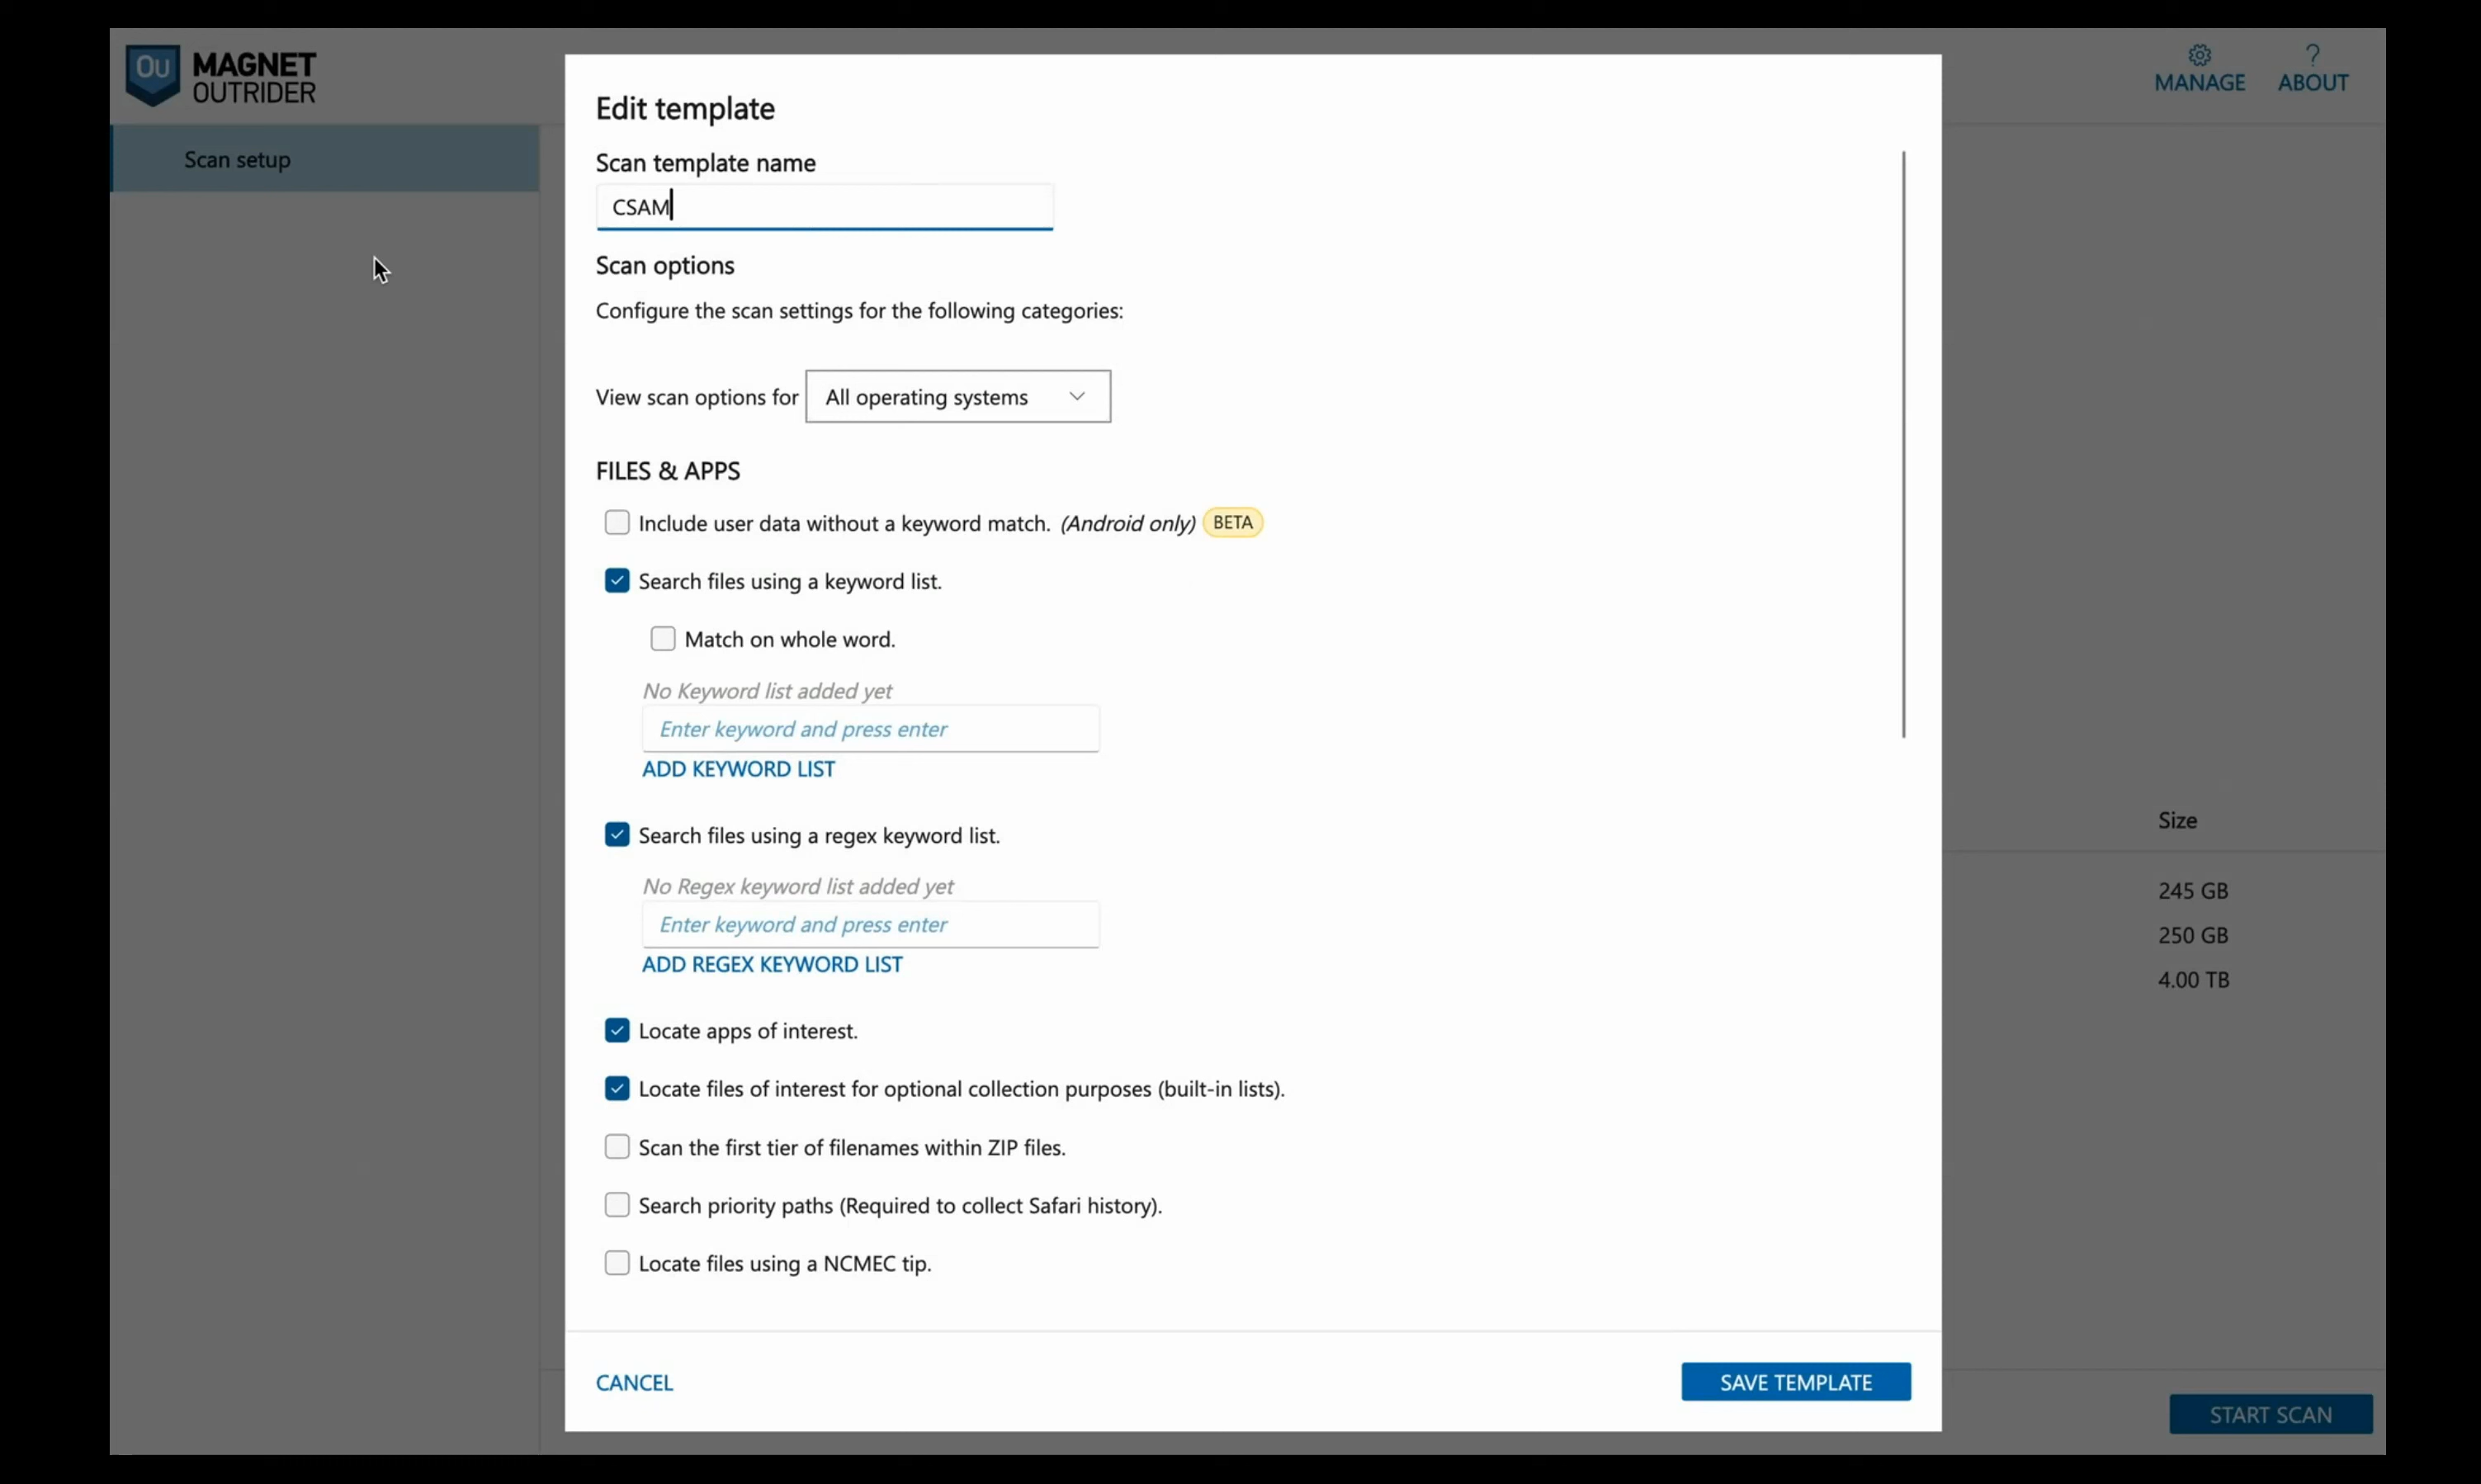 Ou MAGNET
OUTRIDER
MANAGE
? ABOUT
Scan setup
Edit template
Scan template name
CSAM
Scan options
Configure the scan settings for the following categories:
View scan options for All operating systems
FILES & APPS
Include user data without a keyword match. (Android only) BETA
Search files using a keyword list.
Match on whole word.
No Keyword list added yet
Enter keyword and press enter
ADD KEYWORD LIST
Search files using a regex keyword list.
No Regex keyword list added yet
Enter keyword and press enter
ADD REGEX KEYWORD LIST
Locate apps of interest.
Locate files of interest for optional collection purposes (built-in lists).
Scan the first tier of filenames within ZIP files.
Search priority paths (Required to collect Safari history).
Locate files using a NCMEC tip.
CANCEL
SAVE TEMPLATE
Size
245 GB
250 GB
4.00 TB
START SCAN